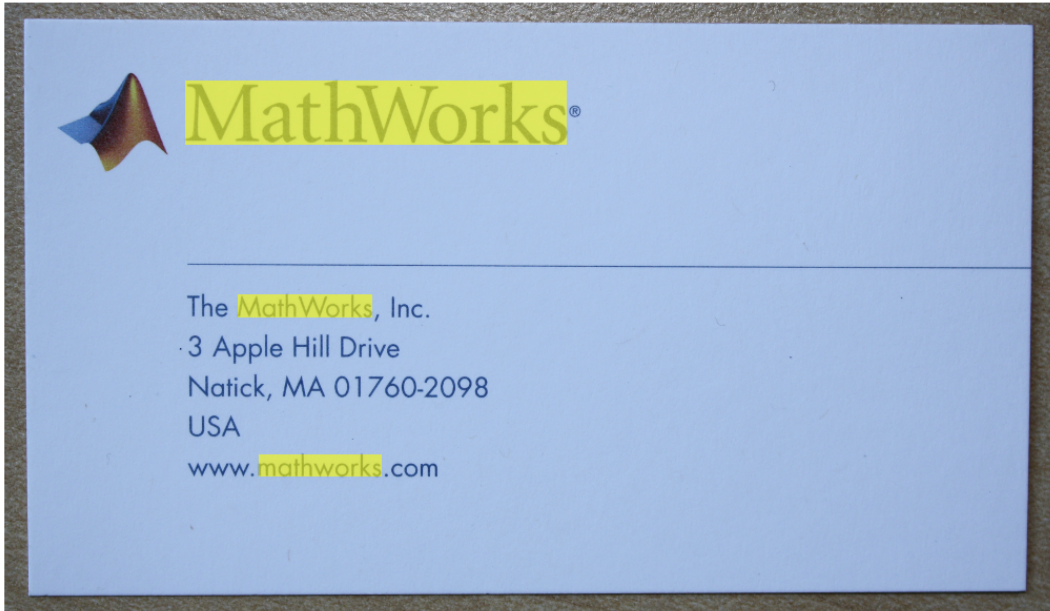 MathWorks®
The MathWorks, Inc.
3 Apple Hill Drive
Natick, MA 01760-2098
USA
www.mathworks.com